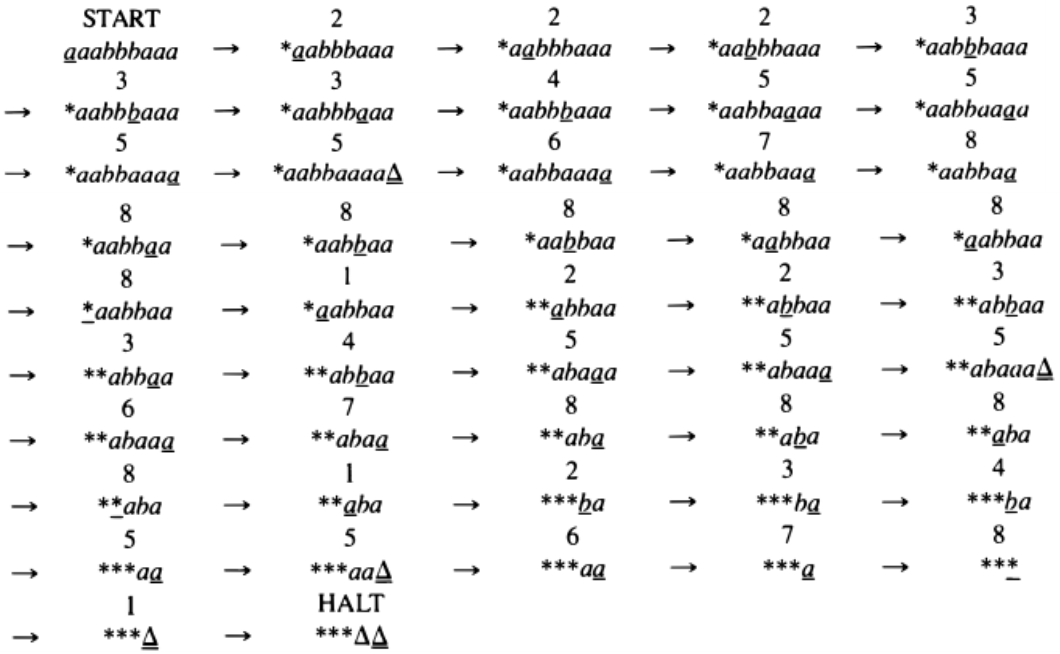 START 2 2 2 3
aaabbbaaa → *aabbbaaa → *aabbbaaa → *aabbbaaa → *aabbbaaa
3 3 4 5 5
→ *aabbbaaa → *aabbbaaa → *aabbbaaa → *aabbaaaa → *aabbaaaa
5 5 6 7 8
→ *aabbaaaa → *aabbaaaaΔ → *aabbaaaa → *aabbaaa → *aabbaa
8 8 8 8 8
→ *aabbaa → *aabbaa → *aabbaa → *aabbaa → *aabbaa
8 1 2 2 3
→ *aabbaa → *aabbaa → **abbaa → **abbaa → **abbaa
3 4 5 5 5
→ **abbaa → **abbaa → **abaaa → **abaaa → **abaaaΔ
6 7 8 8 8
→ **abaaa → **abaa → **aba → **aba → **aba
8 1 2 3 4
→ **aba → **aba → ***ba → ***ba → ***ba
5 5 6 7 8
→ ***aa → ***aaΔ → ***aa → ***a → ***
1 HALT
→ ***Δ → ***ΔΔ